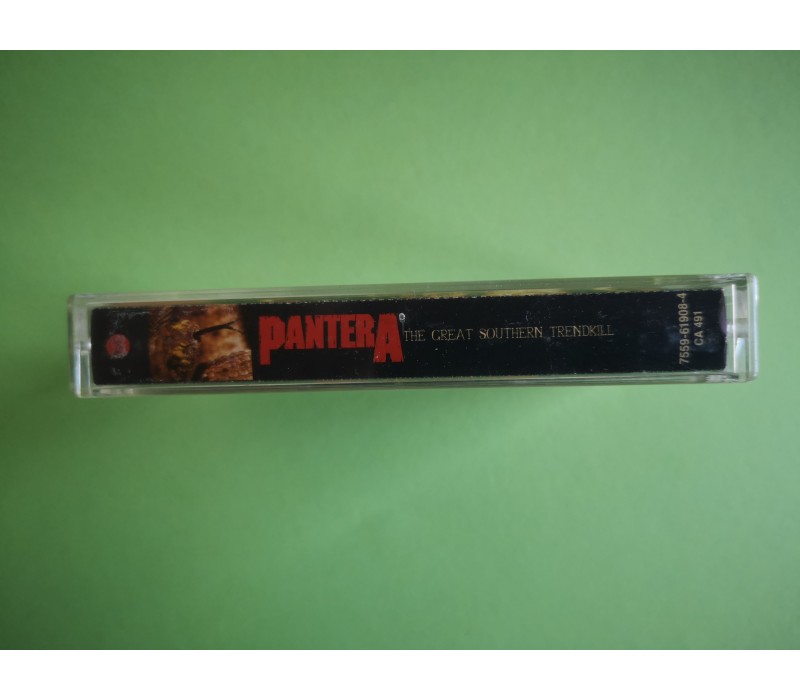 PANTERA
THE GREAT SOUTHERN TRENDKILL
7559-61908-4
CA 491